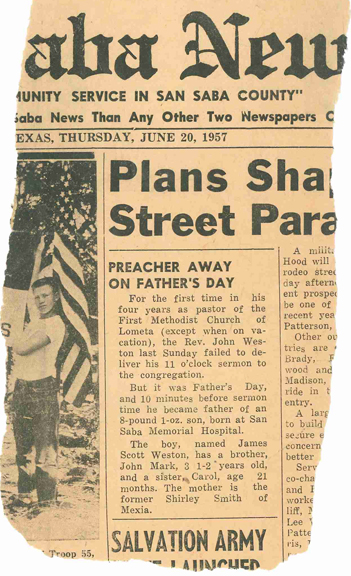 aba New
UNITY SERVICE IN SAN SABA COUNTY"
Saba News Than Any Other Two Newspapers
EXAS, THURSDAY, JUNE 20, 1957
Plans Sha
Street Para
PREACHER AWAY
ON FATHER'S DAY
For the first time in his
four years as pastor of the
First Methodist Church of
Lometa (except when on va-
cation), the Rev. John Wes-
ton last Sunday failed to de-
liver his 11 o'clock sermon to
the congregation.
But it was Father's Day,
and 10 minutes before sermon
time he became father of an
8-pound 1-oz. son, born at San
Saba Memorial Hospital.
The boy, named James
Scott Weston, has a brother,
John Mark, 3 1-2 years old,
and a sister, Carol, age 21
months. The mother is the
former Shirley Smith of
Mexia.
SALVATION ARMY
LAUNCHED
A milit
Hood will
rodeo stree
day aftern
ent prospec
be one of
recent yea
Patterson,
Other ou
tries are
Brady, F
wood and
Madison,
ride in t
entry.
A larg
to build
secure e
concern
better
Serv
co-cha
and F
worke
liff, M
Lee
Patte
ris,
Troop 55,